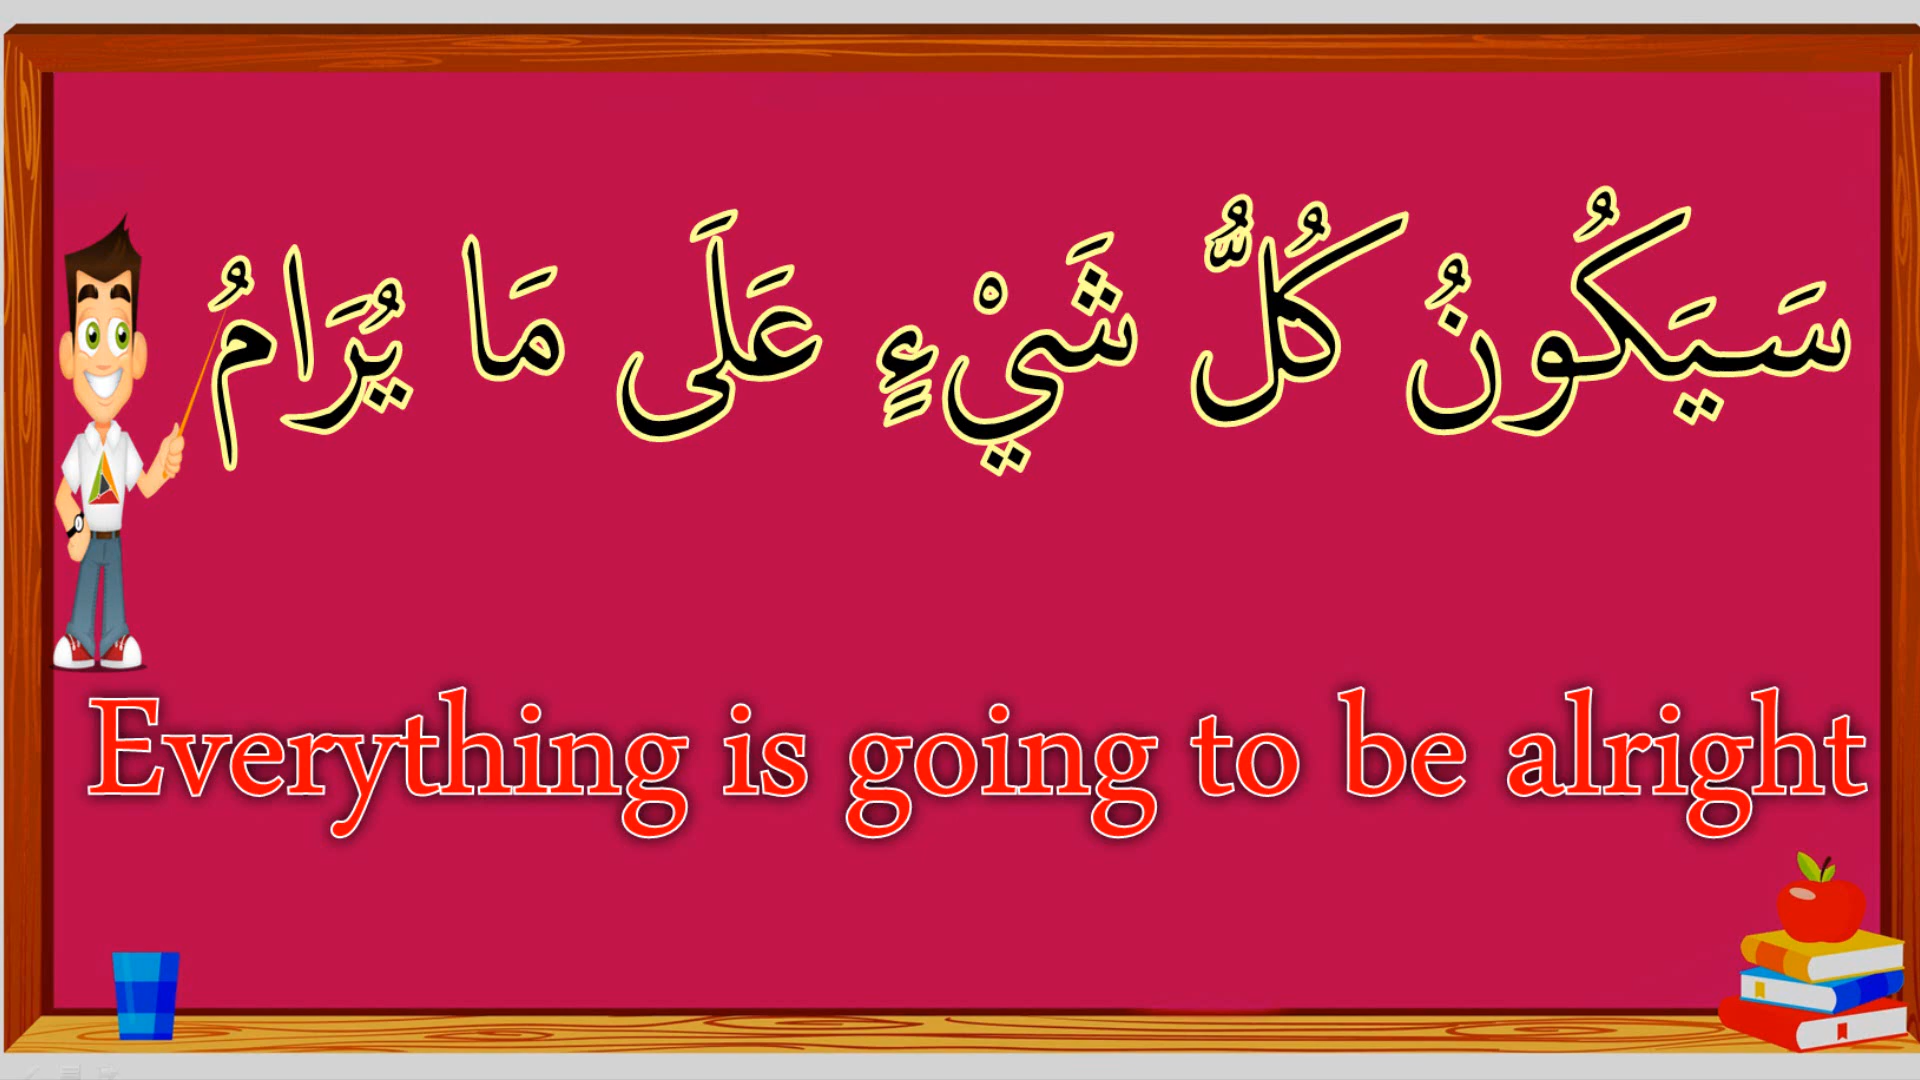 سَيَكُونُ كُلُّ شَيْءٍ عَلَى مَا يُرَامُ
Everything is going to be alright